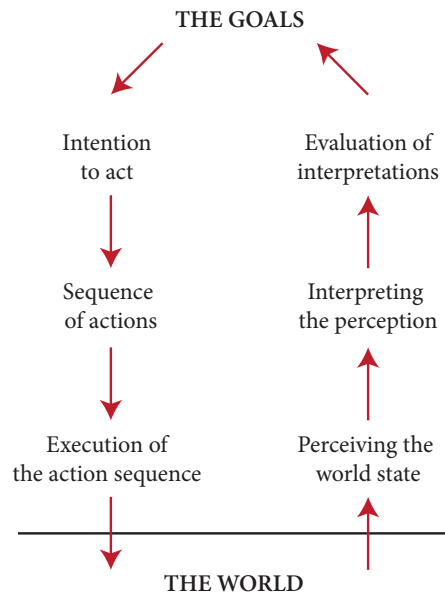 THE GOALS
Intention
to act
Evaluation of
interpretations
Sequence
of actions
Interpreting
the perception
Execution of
the action sequence
Perceiving the
world state
THE WORLD